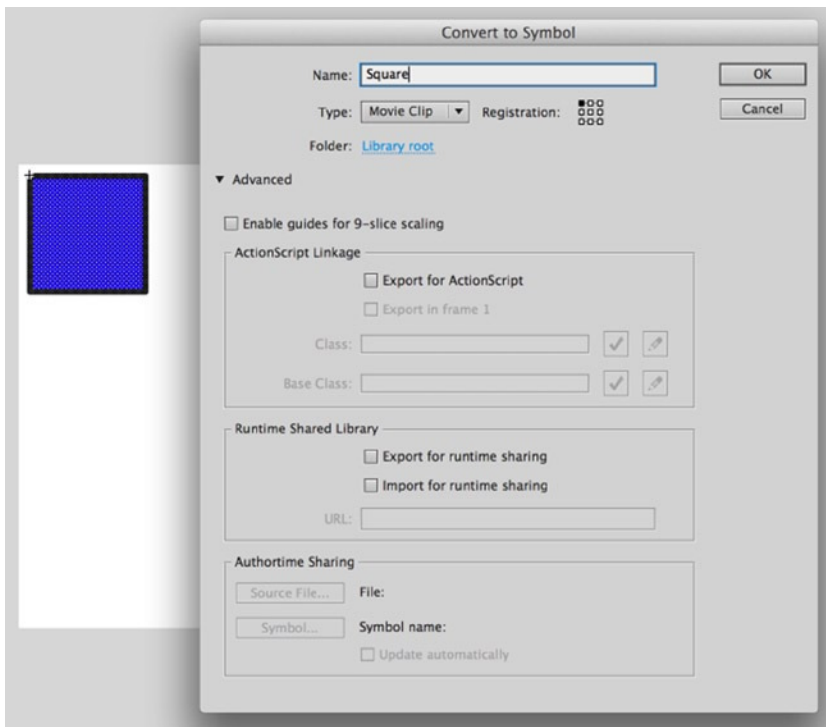 Convert to Symbol
Name: Square
OK
Type: Movie Clip Registration:
Cancel
Folder: Library root
Advanced
Enable guides for 9-slice scaling
ActionScript Linkage
Export for ActionScript
Export in frame 1
Class:
Base Class:
Runtime Shared Library
Export for runtime sharing
Import for runtime sharing
URL:
Authortime Sharing
Source File... File:
Symbol... Symbol name:
Update automatically